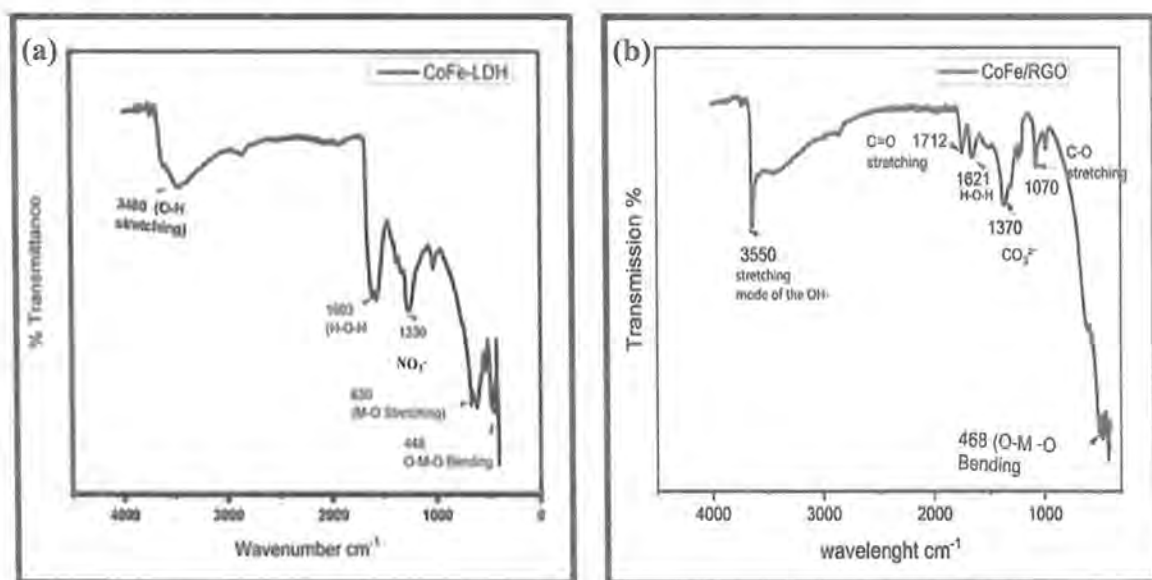 (a)
CoFe-LDH
% Transmittance
3480 (O-H
stretching)
1603
(H-O-H
1330
NO₃⁻
630
(M-O Stretching)
448
O-M-O Bending
4000
3000
2000
1000
0
Wavenumber cm⁻¹
(b)
CoFe/RGO
Transmission %
C=O
stretching
1712
1621
H-O-H
1070
C-O
stretching
1370
CO₃²⁻
3550
stretching
mode of the OH-
468 (O-M -O
Bending
4000
3000
2000
1000
wavelenght cm⁻¹